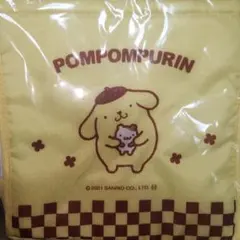 POMPOMPURIN
© 2021 SANRIO CO., LTD.